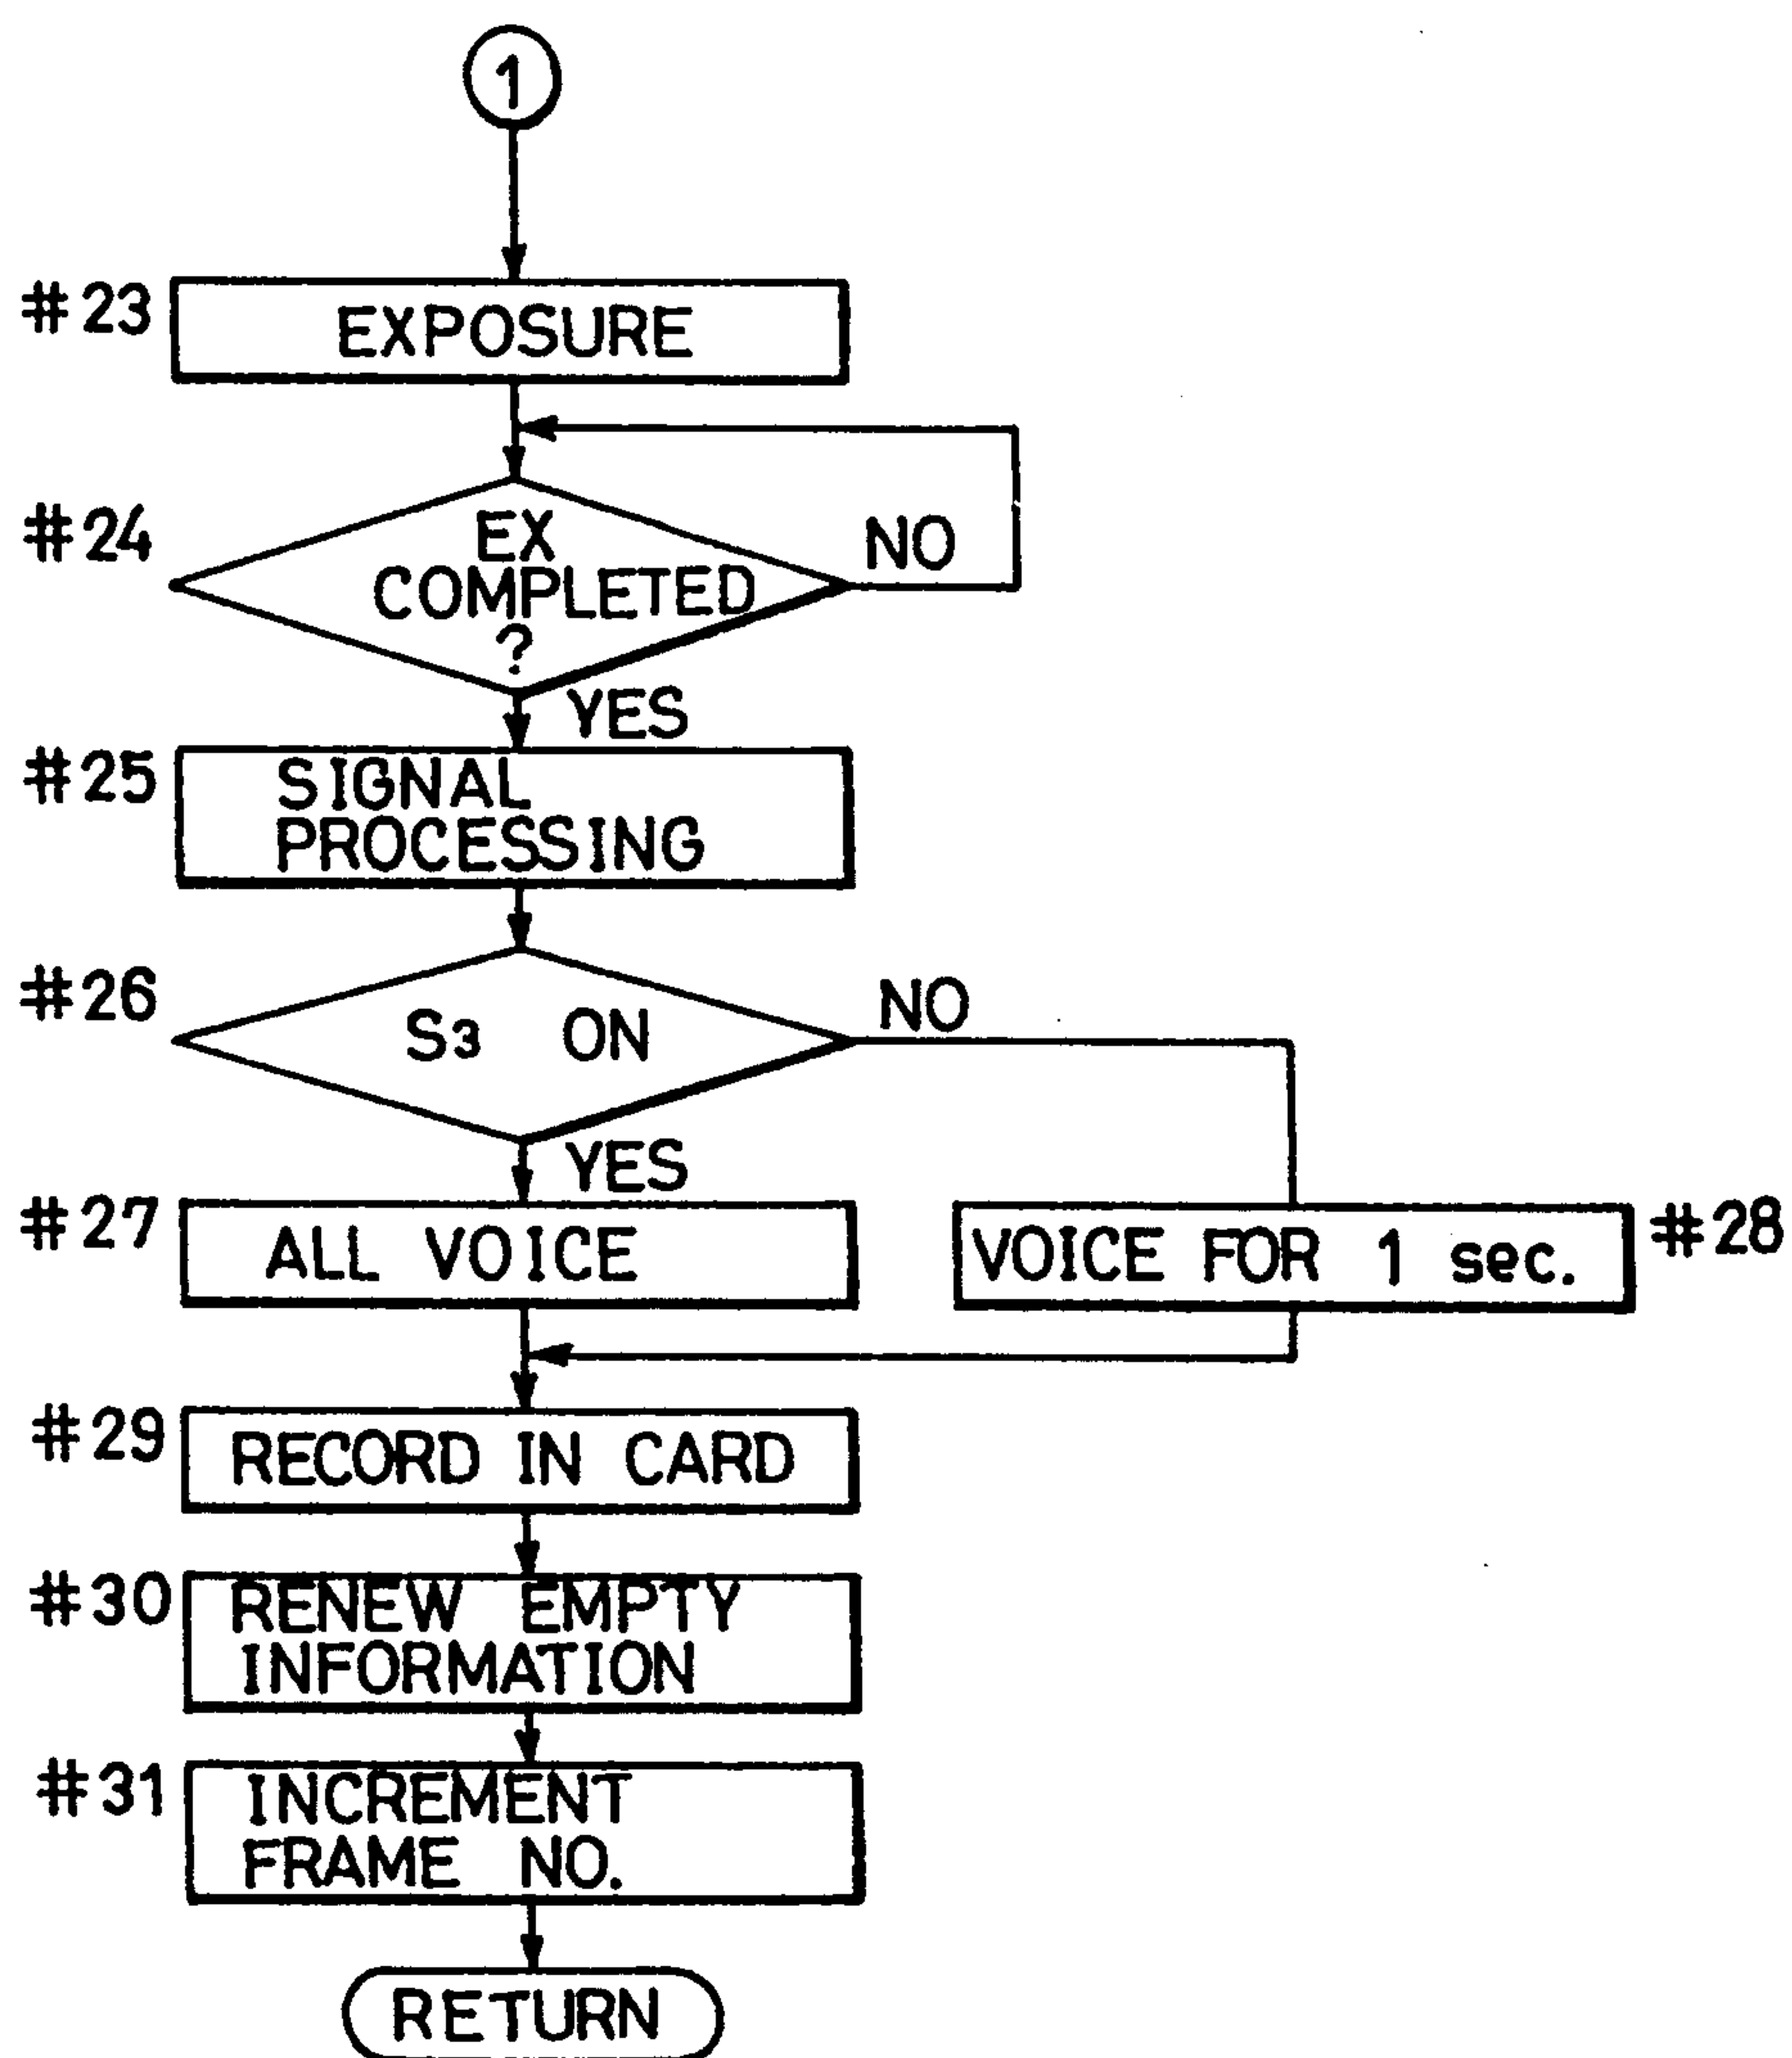 1
#23
EXPOSURE
#24
EX
COMPLETED
?
NO
YES
#25
SIGNAL
PROCESSING
#26
S3 ON
NO
YES
#27
ALL VOICE
VOICE FOR 1 sec.
#28
#29
RECORD IN CARD
#30
RENEW EMPTY
INFORMATION
#31
INCREMENT
FRAME NO.
RETURN